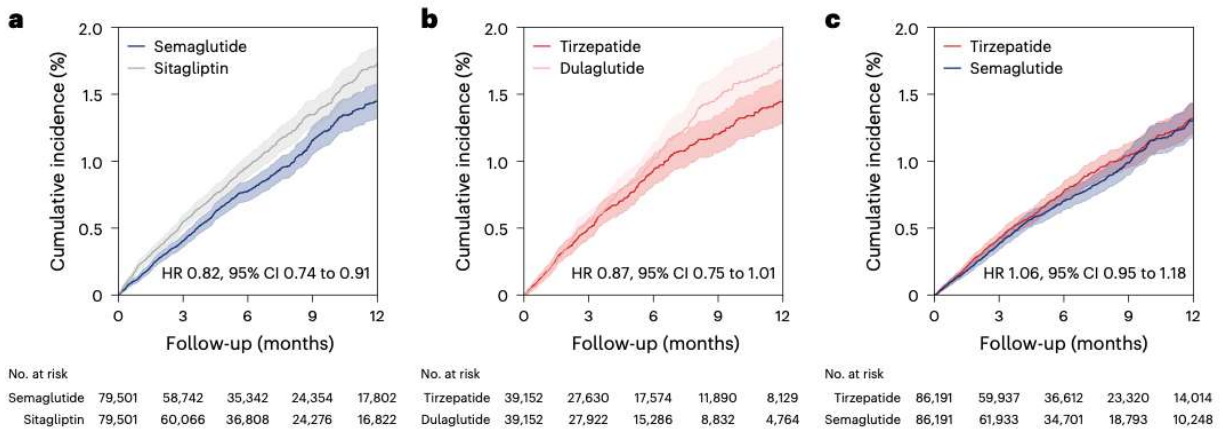 a
Cumulative incidence (%)
2.0
1.5
1.0
0.5
0
Semaglutide
Sitagliptin
HR 0.82, 95% CI 0.74 to 0.91
0 3 6 9 12
Follow-up (months)
No. at risk
Semaglutide 79,501 58,742 35,342 24,354 17,802
Sitagliptin 79,501 60,066 36,808 24,276 16,822
b
Cumulative incidence (%)
2.0
1.5
1.0
0.5
0
Tirzepatide
Dulaglutide
HR 0.87, 95% CI 0.75 to 1.01
0 3 6 9 12
Follow-up (months)
No. at risk
Tirzepatide 39,152 27,630 17,574 11,890 8,129
Dulaglutide 39,152 27,922 15,286 8,832 4,764
c
Cumulative incidence (%)
2.0
1.5
1.0
0.5
0
Tirzepatide
Semaglutide
HR 1.06, 95% CI 0.95 to 1.18
0 3 6 9 12
Follow-up (months)
No. at risk
Tirzepatide 86,191 59,937 36,612 23,320 14,014
Semaglutide 86,191 61,933 34,701 18,793 10,248